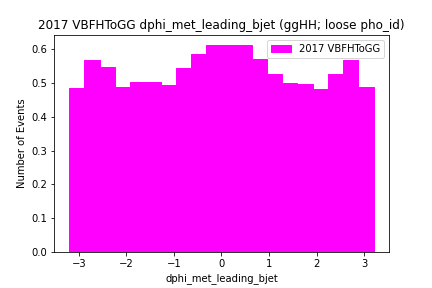 2017 VBFHToGG dphi_met_leading_bjet (ggHH; loose pho_id)
2017 VBFHToGG
Number of Events
0.6
0.5
0.4
0.3
0.2
0.1
0.0
−3 −2 −1 0 1 2 3
dphi_met_leading_bjet